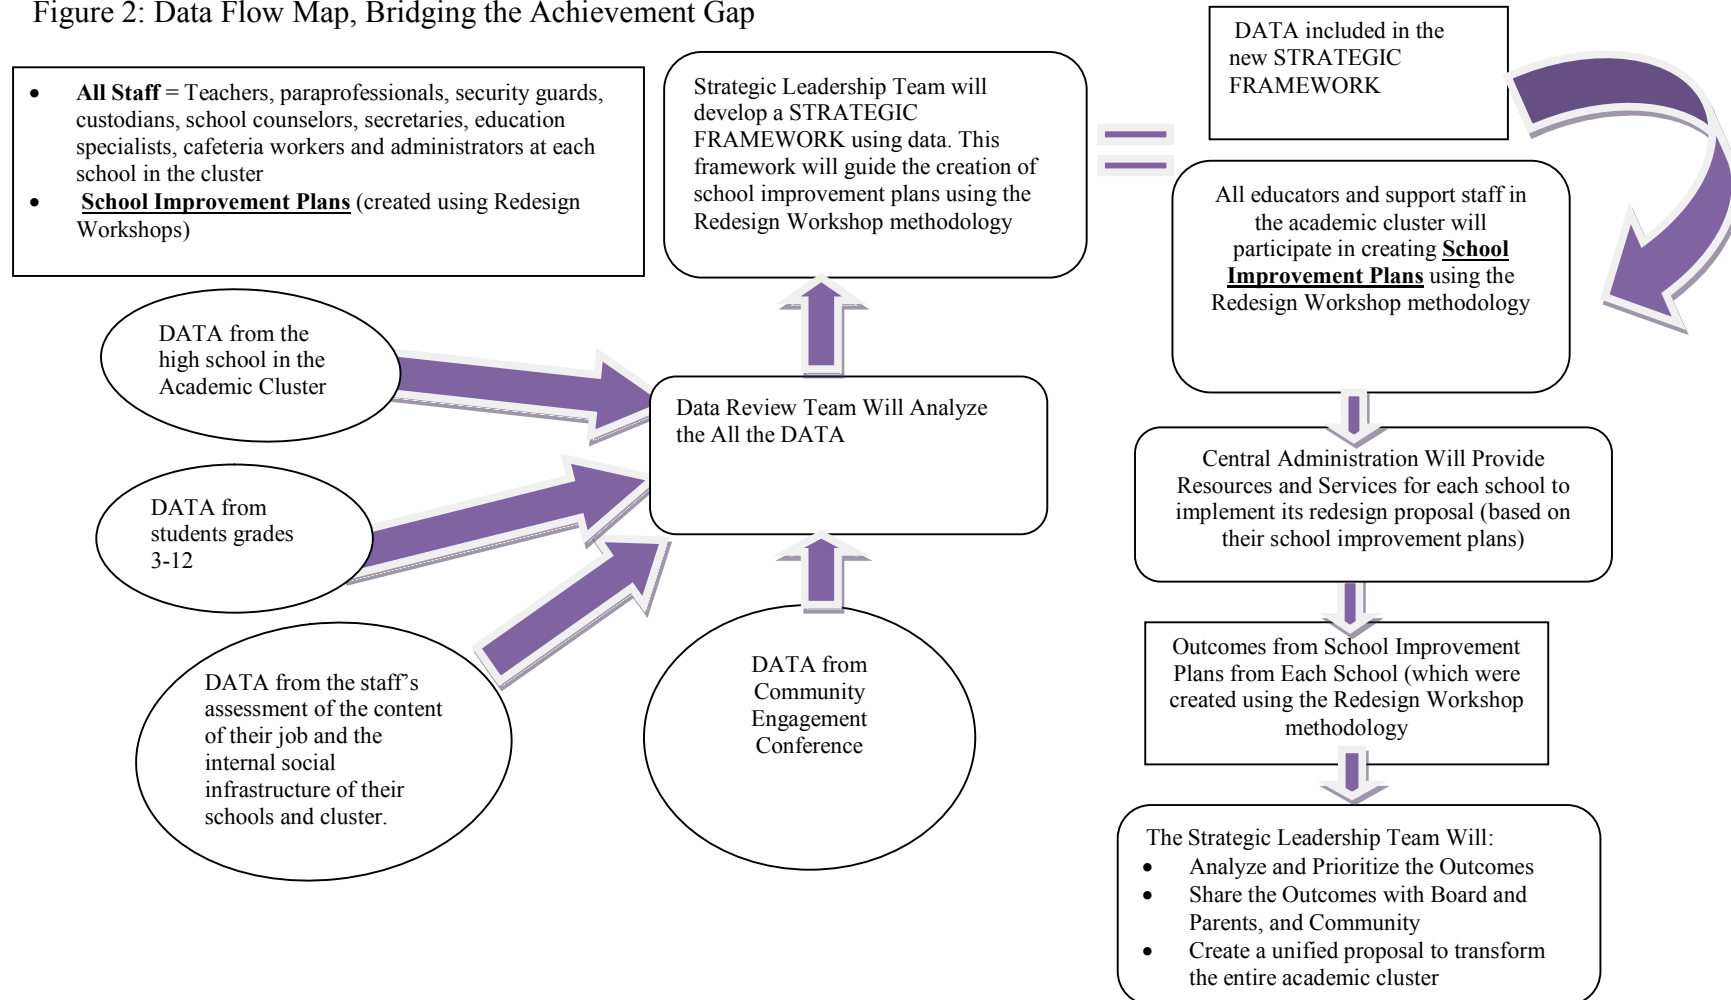 Figure 2: Data Flow Map, Bridging the Achievement Gap
• All Staff = Teachers, paraprofessionals, security guards,
custodians, school counselors, secretaries, education
specialists, cafeteria workers and administrators at each
school in the cluster
• School Improvement Plans (created using Redesign
Workshops)
Strategic Leadership Team will
develop a STRATEGIC
FRAMEWORK using data. This
framework will guide the creation of
school improvement plans using the
Redesign Workshop methodology
DATA included in the
new STRATEGIC
FRAMEWORK
All educators and support staff in
the academic cluster will
participate in creating School
Improvement Plans using the
Redesign Workshop methodology
DATA from the
high school in the
Academic Cluster
Data Review Team Will Analyze
the All the DATA
DATA from
students grades
3-12
DATA from the staff’s
assessment of the content
of their job and the
internal social
infrastructure of their
schools and cluster.
DATA from
Community
Engagement
Conference
Central Administration Will Provide
Resources and Services for each school to
implement its redesign proposal (based on
their school improvement plans)
Outcomes from School Improvement
Plans from Each School (which were
created using the Redesign Workshop
methodology
The Strategic Leadership Team Will:
• Analyze and Prioritize the Outcomes
• Share the Outcomes with Board and
Parents, and Community
• Create a unified proposal to transform
the entire academic cluster